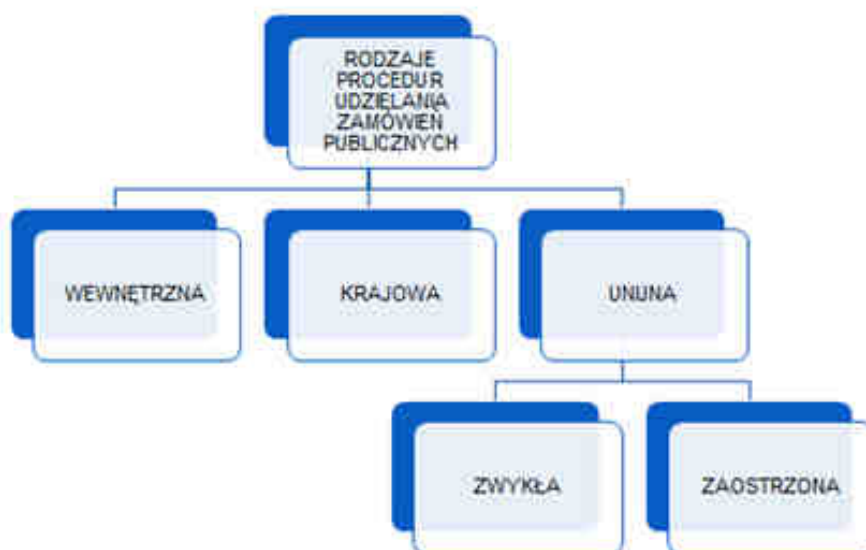 RODZAJE
PROCEDUR
UDZIELANIA
ZAMÓWIEŃ
PUBLICZNYCH
WEWNĘTRZNA
KRAJOWA
UNIJNA
ZWYKŁA
ZAOSTRZONA